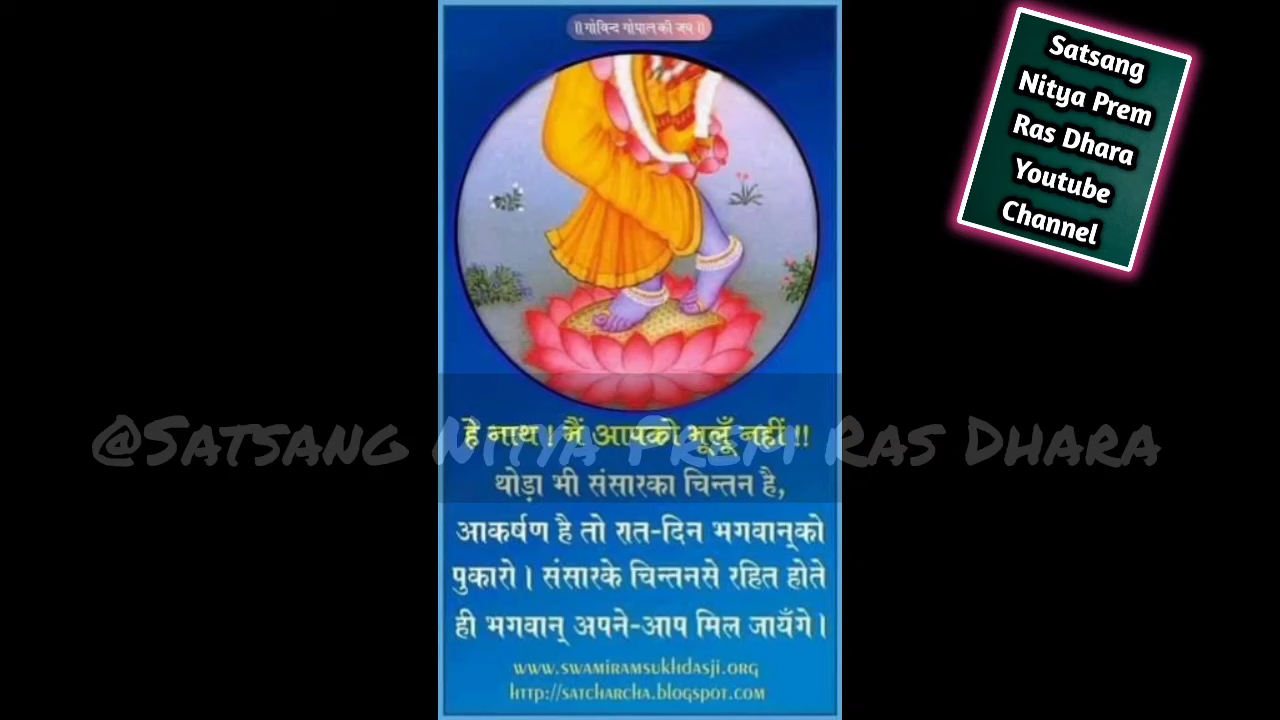 ॥ गोविन्द गोपाल की जय ॥
Satsang
Nitya Prem
Ras Dhara
Youtube
Channel
हे नाथ ! मैं आपको भूलूँ नहीं !!
@Satsang Nitya Prem Ras Dhara
थोड़ा भी संसारका चिन्तन है,
आकर्षण है तो रात-दिन भगवान्‌को
पुकारो । संसारके चिन्तनसे रहित होते
ही भगवान् अपने-आप मिल जायँगे ।
www.swamiramsukhdasji.org
http://satcharcha.blogspot.com